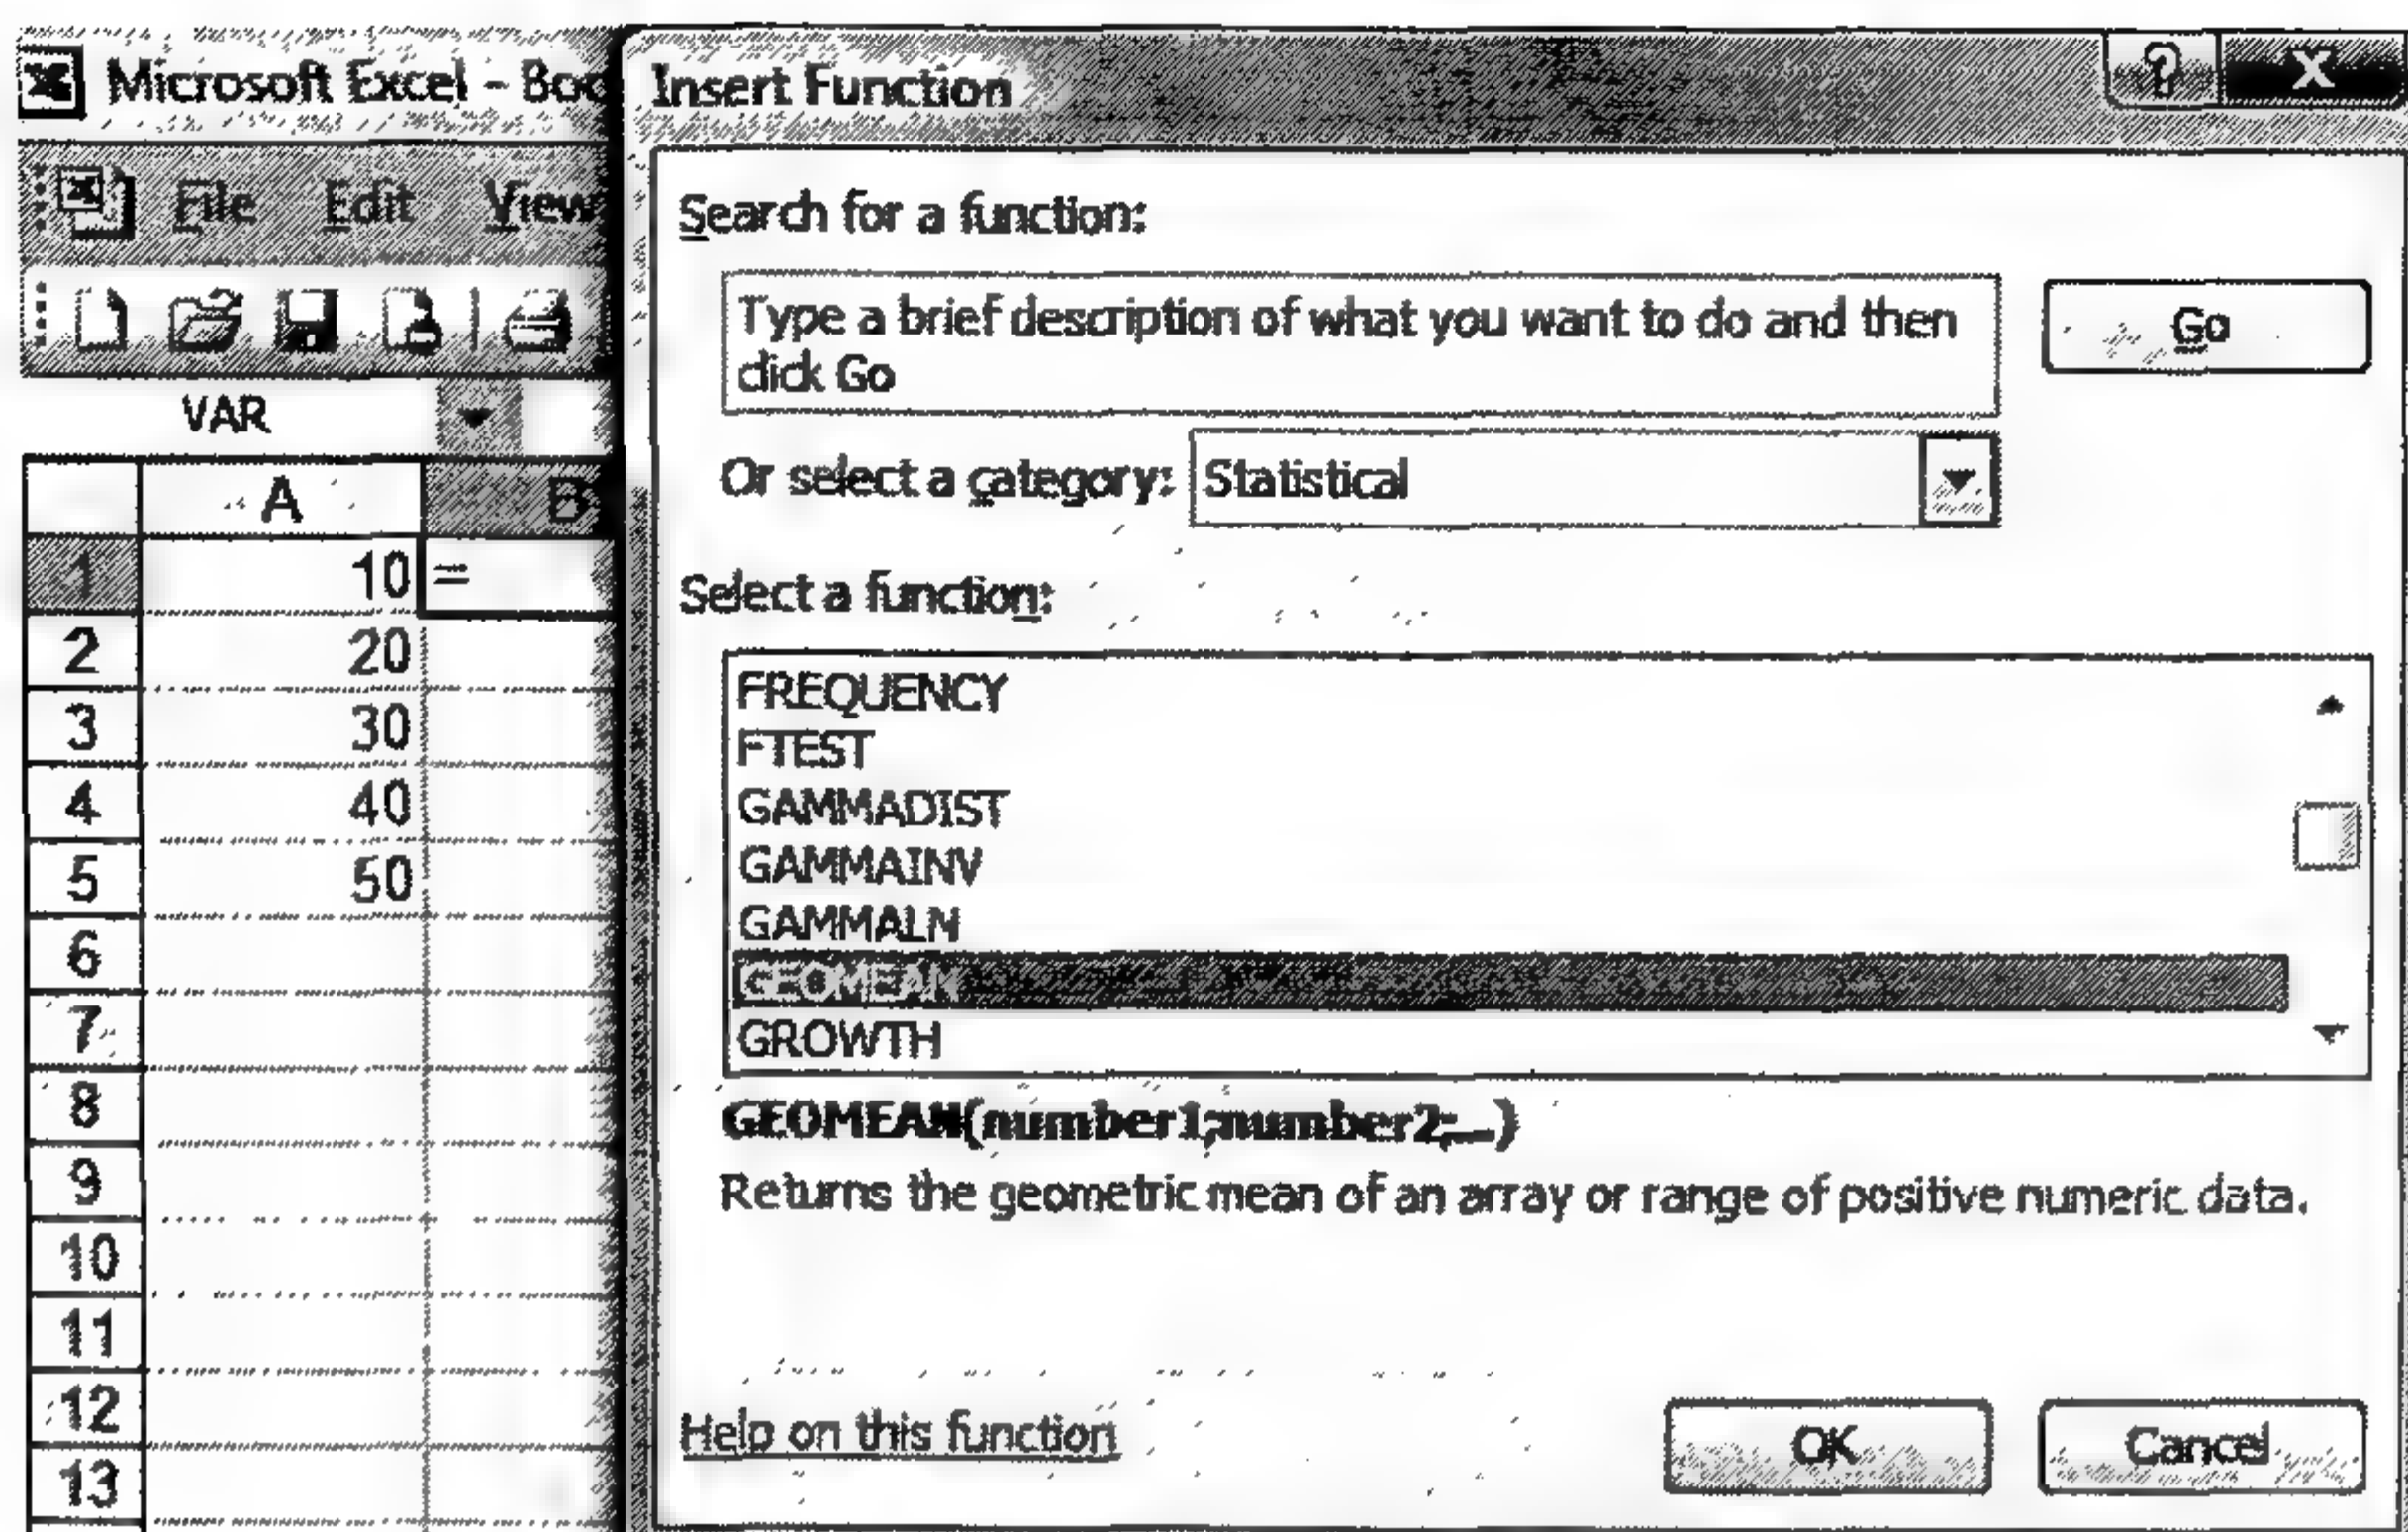 Microsoft Excel - Boo
File Edit View
VAR
A B
1 10 =
2 20
3 30
4 40
5 50
6
7
8
9
10
11
12
13
Insert Function
? X
Search for a function:
Type a brief description of what you want to do and then
click Go
Go
Or select a category: Statistical
Select a function:
FREQUENCY
FTEST
GAMMADIST
GAMMAINV
GAMMALN
GEOMEAN
GROWTH
GEOMEAN(number1;number2;...)
Returns the geometric mean of an array or range of positive numeric data.
Help on this function
OK Cancel